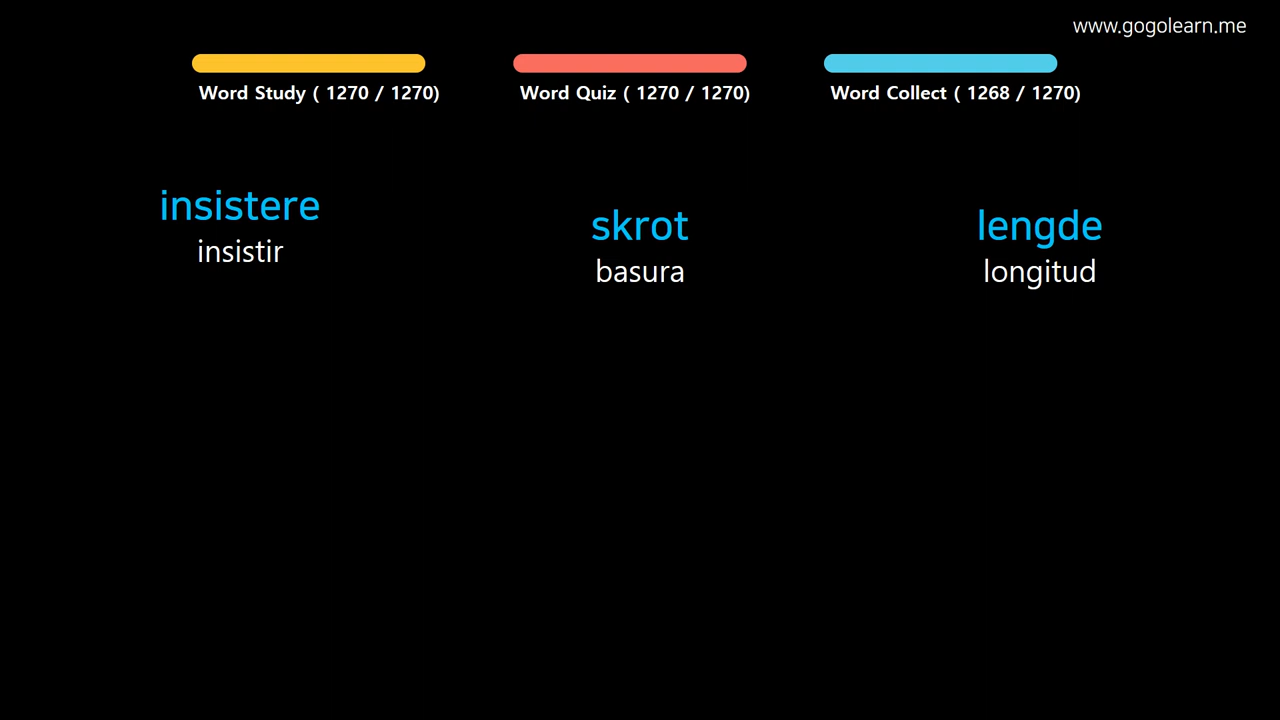 www.gogolearn.me
Word Study ( 1270 / 1270)
Word Quiz ( 1270 / 1270)
Word Collect ( 1268 / 1270)
insistere
insistir
skrot
basura
lengde
longitud